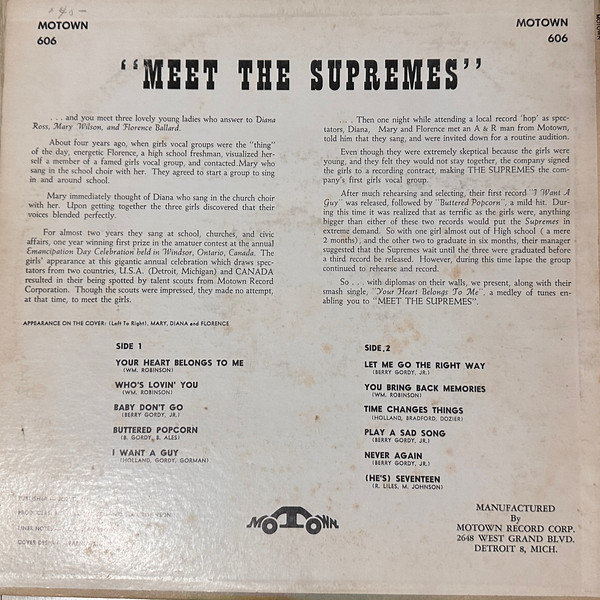 MOTOWN
606
MOTOWN
606
"MEET THE SUPREMES"
. . . and you meet three lovely young ladies who answer to Diana
Ross, Mary Wilson, and Florence Ballard.
About four years ago, when girls vocal groups were the "thing"
of the day, energetic Florence, a high school freshman, visualized her-
self a member of a famed girls vocal group, and contacted Mary who
sang in the school choir with her. They agreed to start a group to sing
in and around school.
Mary immediately thought of Diana who sang in the church choir
with her. Upon getting together the three girls discovered that their
voices blended perfectly.
For almost two years they sang at school, churches, and civic
affairs, one year winning first prize in the amatuer contest at the annual
Emancipation Day Celebration held in Windsor, Ontario, Canada. The
girls' appearance at this gigantic annual celebration which draws spec-
tators from two countries, U.S.A. (Detroit, Michigan) and CANADA
resulted in their being spotted by talent scouts from Motown Record
Corporation. Though the scouts were impressed, they made no attempt,
at that time, to meet the girls.
. . . Then one night while attending a local record 'hop' as spec-
tators, Diana, Mary and Florence met an A & R man from Motown,
told him that they sang, and were invited down for a routine audition.
Even though they were extremely skeptical because the girls were
young, and they felt they would not stay together, the company signed
the girls to a recording contract, making THE SUPREMES the com-
pany's first girls vocal group.
After much rehearsing and selecting, their first record "I Want A
Guy" was released, followed by "Buttered Popcorn", a mild hit. Dur-
ing this time it was realized that as terrific as the girls were, anything
bigger than either of these two records would put the Supremes in
extreme demand. So with one girl almost out of High school ( a mere
2 months), and the other two to graduate in six months, their manager
suggested that the Supremes wait until the three were graduated before
a third record be released. However, during this time lapse the group
continued to rehearse and record.
So . . . with diplomas on their walls, we present, along with their
smash single, "Your Heart Belongs To Me", a medley of tunes en-
abling you to "MEET THE SUPREMES".
APPEARANCE ON THE COVER: (Left To Right), MARY, DIANA and FLORENCE
SIDE 1
YOUR HEART BELONGS TO ME
(WM. ROBINSON)
WHO'S LOVIN' YOU
(WM. ROBINSON)
BABY DON'T GO
(BERRY GORDY, JR.)
BUTTERED POPCORN
(B. GORDY, B. ALES)
I WANT A GUY
(HOLLAND, GORDY, GORMAN)
SIDE 2
LET ME GO THE RIGHT WAY
(BERRY GORDY, JR.)
YOU BRING BACK MEMORIES
(WM. ROBINSON)
TIME CHANGES THINGS
(HOLLAND, BRADFORD, DOZIER)
PLAY A SAD SONG
(BERRY GORDY, JR.)
NEVER AGAIN
(BERRY GORDY, JR.)
(HE'S) SEVENTEEN
(R. LILES, M. JOHNSON)
PUBLISHER
PRODUCERS
LINER NOTES
COVER DESIGN
MOTOWN
MANUFACTURED
By
MOTOWN RECORD CORP.
2648 WEST GRAND BLVD.
DETROIT 8, MICH.